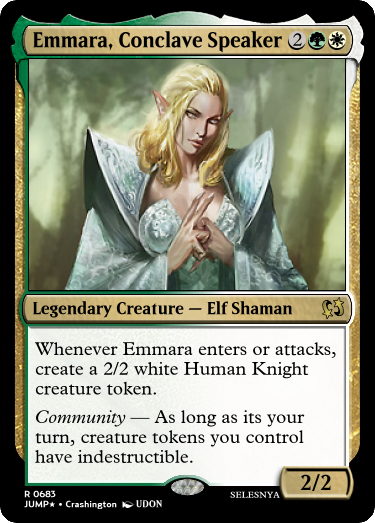 Emmara, Conclave Speaker 2
Legendary Creature — Elf Shaman
Whenever Emmara enters or attacks,
create a 2/2 white Human Knight
creature token.
Community — As long as its your
turn, creature tokens you control
have indestructible.
2/2
R 0683
JUMP★ • Crashington UDON
SELESNYA